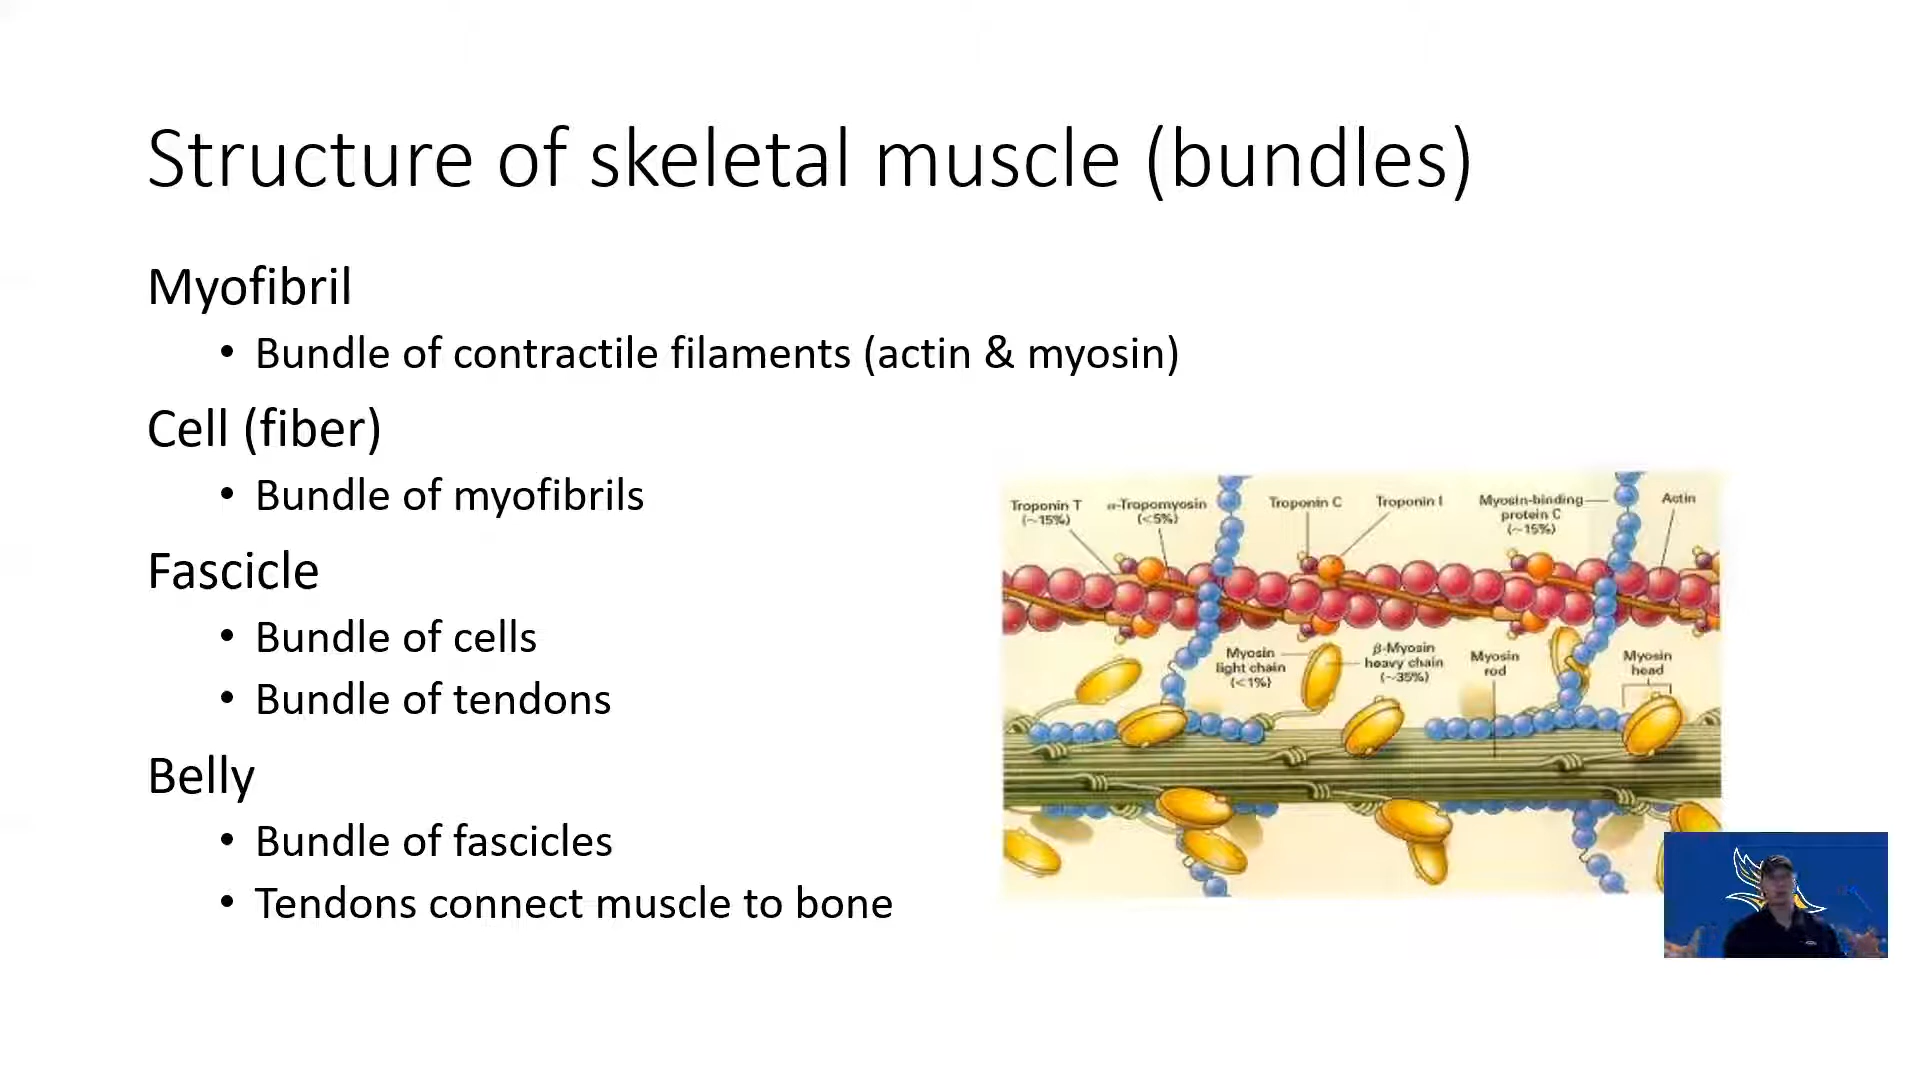 Structure of skeletal muscle (bundles)
Myofibril
• Bundle of contractile filaments (actin & myosin)
Cell (fiber)
• Bundle of myofibrils
Fascicle
• Bundle of cells
• Bundle of tendons
Belly
• Bundle of fascicles
• Tendons connect muscle to bone
Troponin T
(~15%)
α-Tropomyosin
(<5%)
Troponin C
Troponin I
Myosin-binding
protein C
(~15%)
Actin
Myosin
light chain
(<1%)
β-Myosin
heavy chain
(~35%)
Myosin
rod
Myosin
head